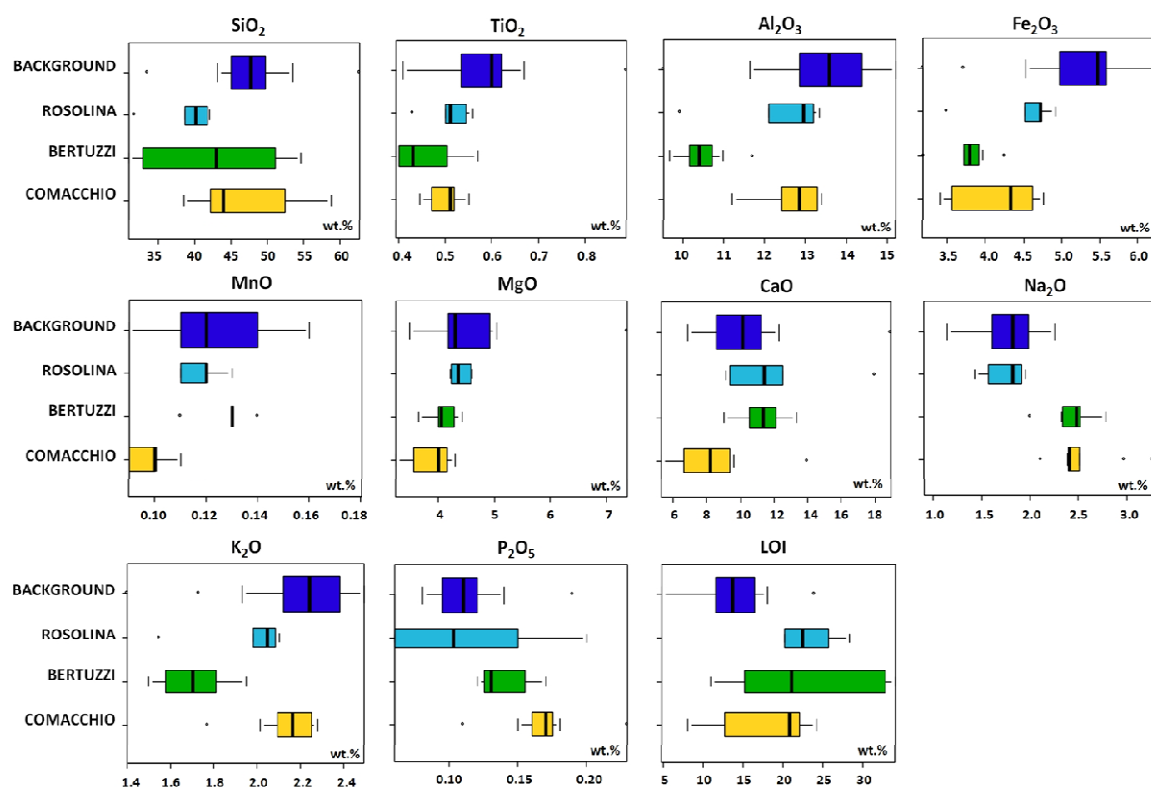 SiO₂ TiO₂ Al₂O₃ Fe₂O₃
BACKGROUND
ROSOLINA
BERTUZZI
COMACCHIO
wt.% wt.% wt.% wt.%
35 40 45 50 55 60 0.4 0.5 0.6 0.7 0.8 10 11 12 13 14 15 3.5 4.0 4.5 5.0 5.5 6.0
MnO MgO CaO Na₂O
BACKGROUND
ROSOLINA
BERTUZZI
COMACCHIO
wt.% wt.% wt.% wt.%
0.10 0.12 0.14 0.16 0.18 4 5 6 7 6 8 10 12 14 16 18 1.0 1.5 2.0 2.5 3.0
K₂O P₂O₅ LOI
BACKGROUND
ROSOLINA
BERTUZZI
COMACCHIO
wt.% wt.% wt.%
1.4 1.6 1.8 2.0 2.2 2.4 0.10 0.15 0.20 5 10 15 20 25 30